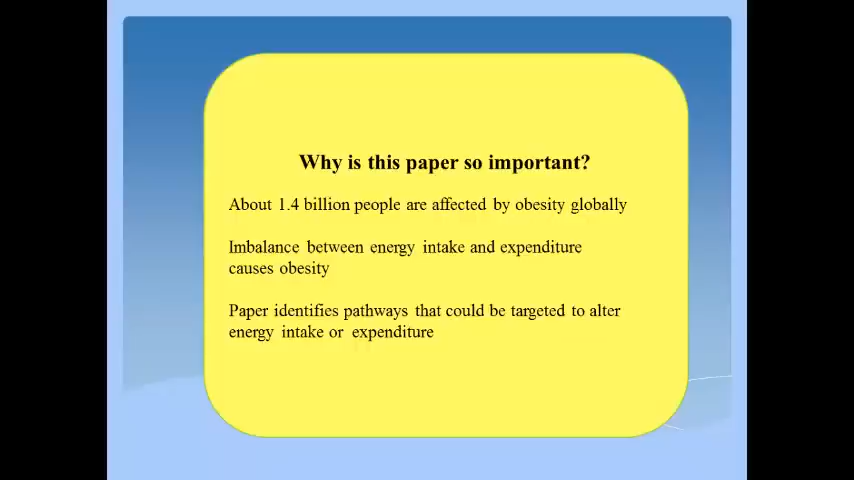 Why is this paper so important?
About 1.4 billion people are affected by obesity globally
Imbalance between energy intake and expenditure
causes obesity
Paper identifies pathways that could be targeted to alter
energy intake or expenditure